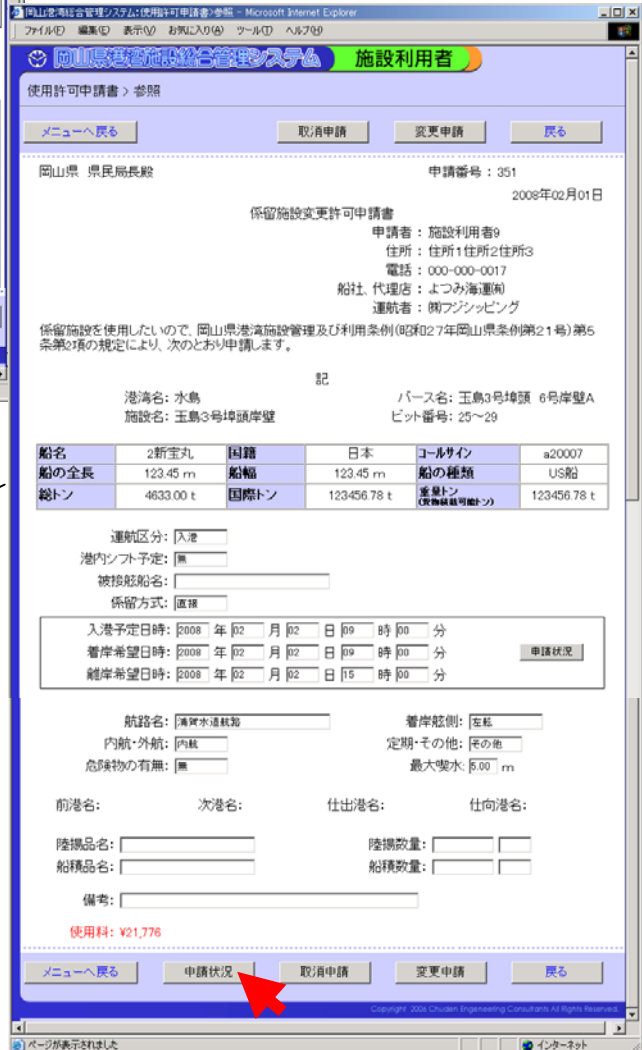 岡山港湾総合管理システム:使用許可申請書>参照 - Microsoft Internet Explorer
ファイル(F) 編集(E) 表示(V) お気に入り(A) ツール(T) ヘルプ(H)
岡山県港湾施設総合管理システム 施設利用者
使用許可申請書 > 参照
メニューへ戻る 取消申請 変更申請 戻る
岡山県 県民局長殿 申請番号 : 351
2008年02月01日
係留施設変更許可申請書
申請者 : 施設利用者9
住所 : 住所1住所2住所3
電話 : 000-000-0017
船社、代理店 : よつみ海運㈲
運航者 : ㈱フジシッピング
係留施設を使用したいので、岡山県港湾施設管理及び利用条例(昭和27年岡山県条例第21号)第5
条第2項の規定により、次のとおり申請します。
記
港湾名: 水島 バース名: 玉島3号埠頭 6号岸壁A
施設名: 玉島3号埠頭岸壁 ビット番号: 25～29
船名 2新宝丸 国籍 日本 コールサイン a20007
船の全長 123.45 m 船幅 123.45 m 船の種類 US船
総トン 4633.00 t 国際トン 123456.78 t 重量トン (貨物積載可能トン) 123456.78 t
運航区分: 入港
港内シフト予定: 無
被接舷船名:
係留方式: 直接
入港予定日時: 2008 年 02 月 02 日 09 時 00 分
着岸希望日時: 2008 年 02 月 02 日 09 時 00 分 申請状況
離岸希望日時: 2008 年 02 月 02 日 15 時 00 分
航路名: 浦賀水道航路 着岸舷側: 左舷
内航・外航: 内航 定期・その他: その他
危険物の有無: 無 最大喫水: 5.00 m
前港名: 次港名: 仕出港名: 仕向港名:
陸揚品名: 陸揚数量:
船積品名: 船積数量:
備考:
使用料: ¥21,776
メニューへ戻る 申請状況 取消申請 変更申請 戻る
Copyright 2006 Chuden Engeneering Consultants All Rights Reserved.
ページが表示されました インターネット